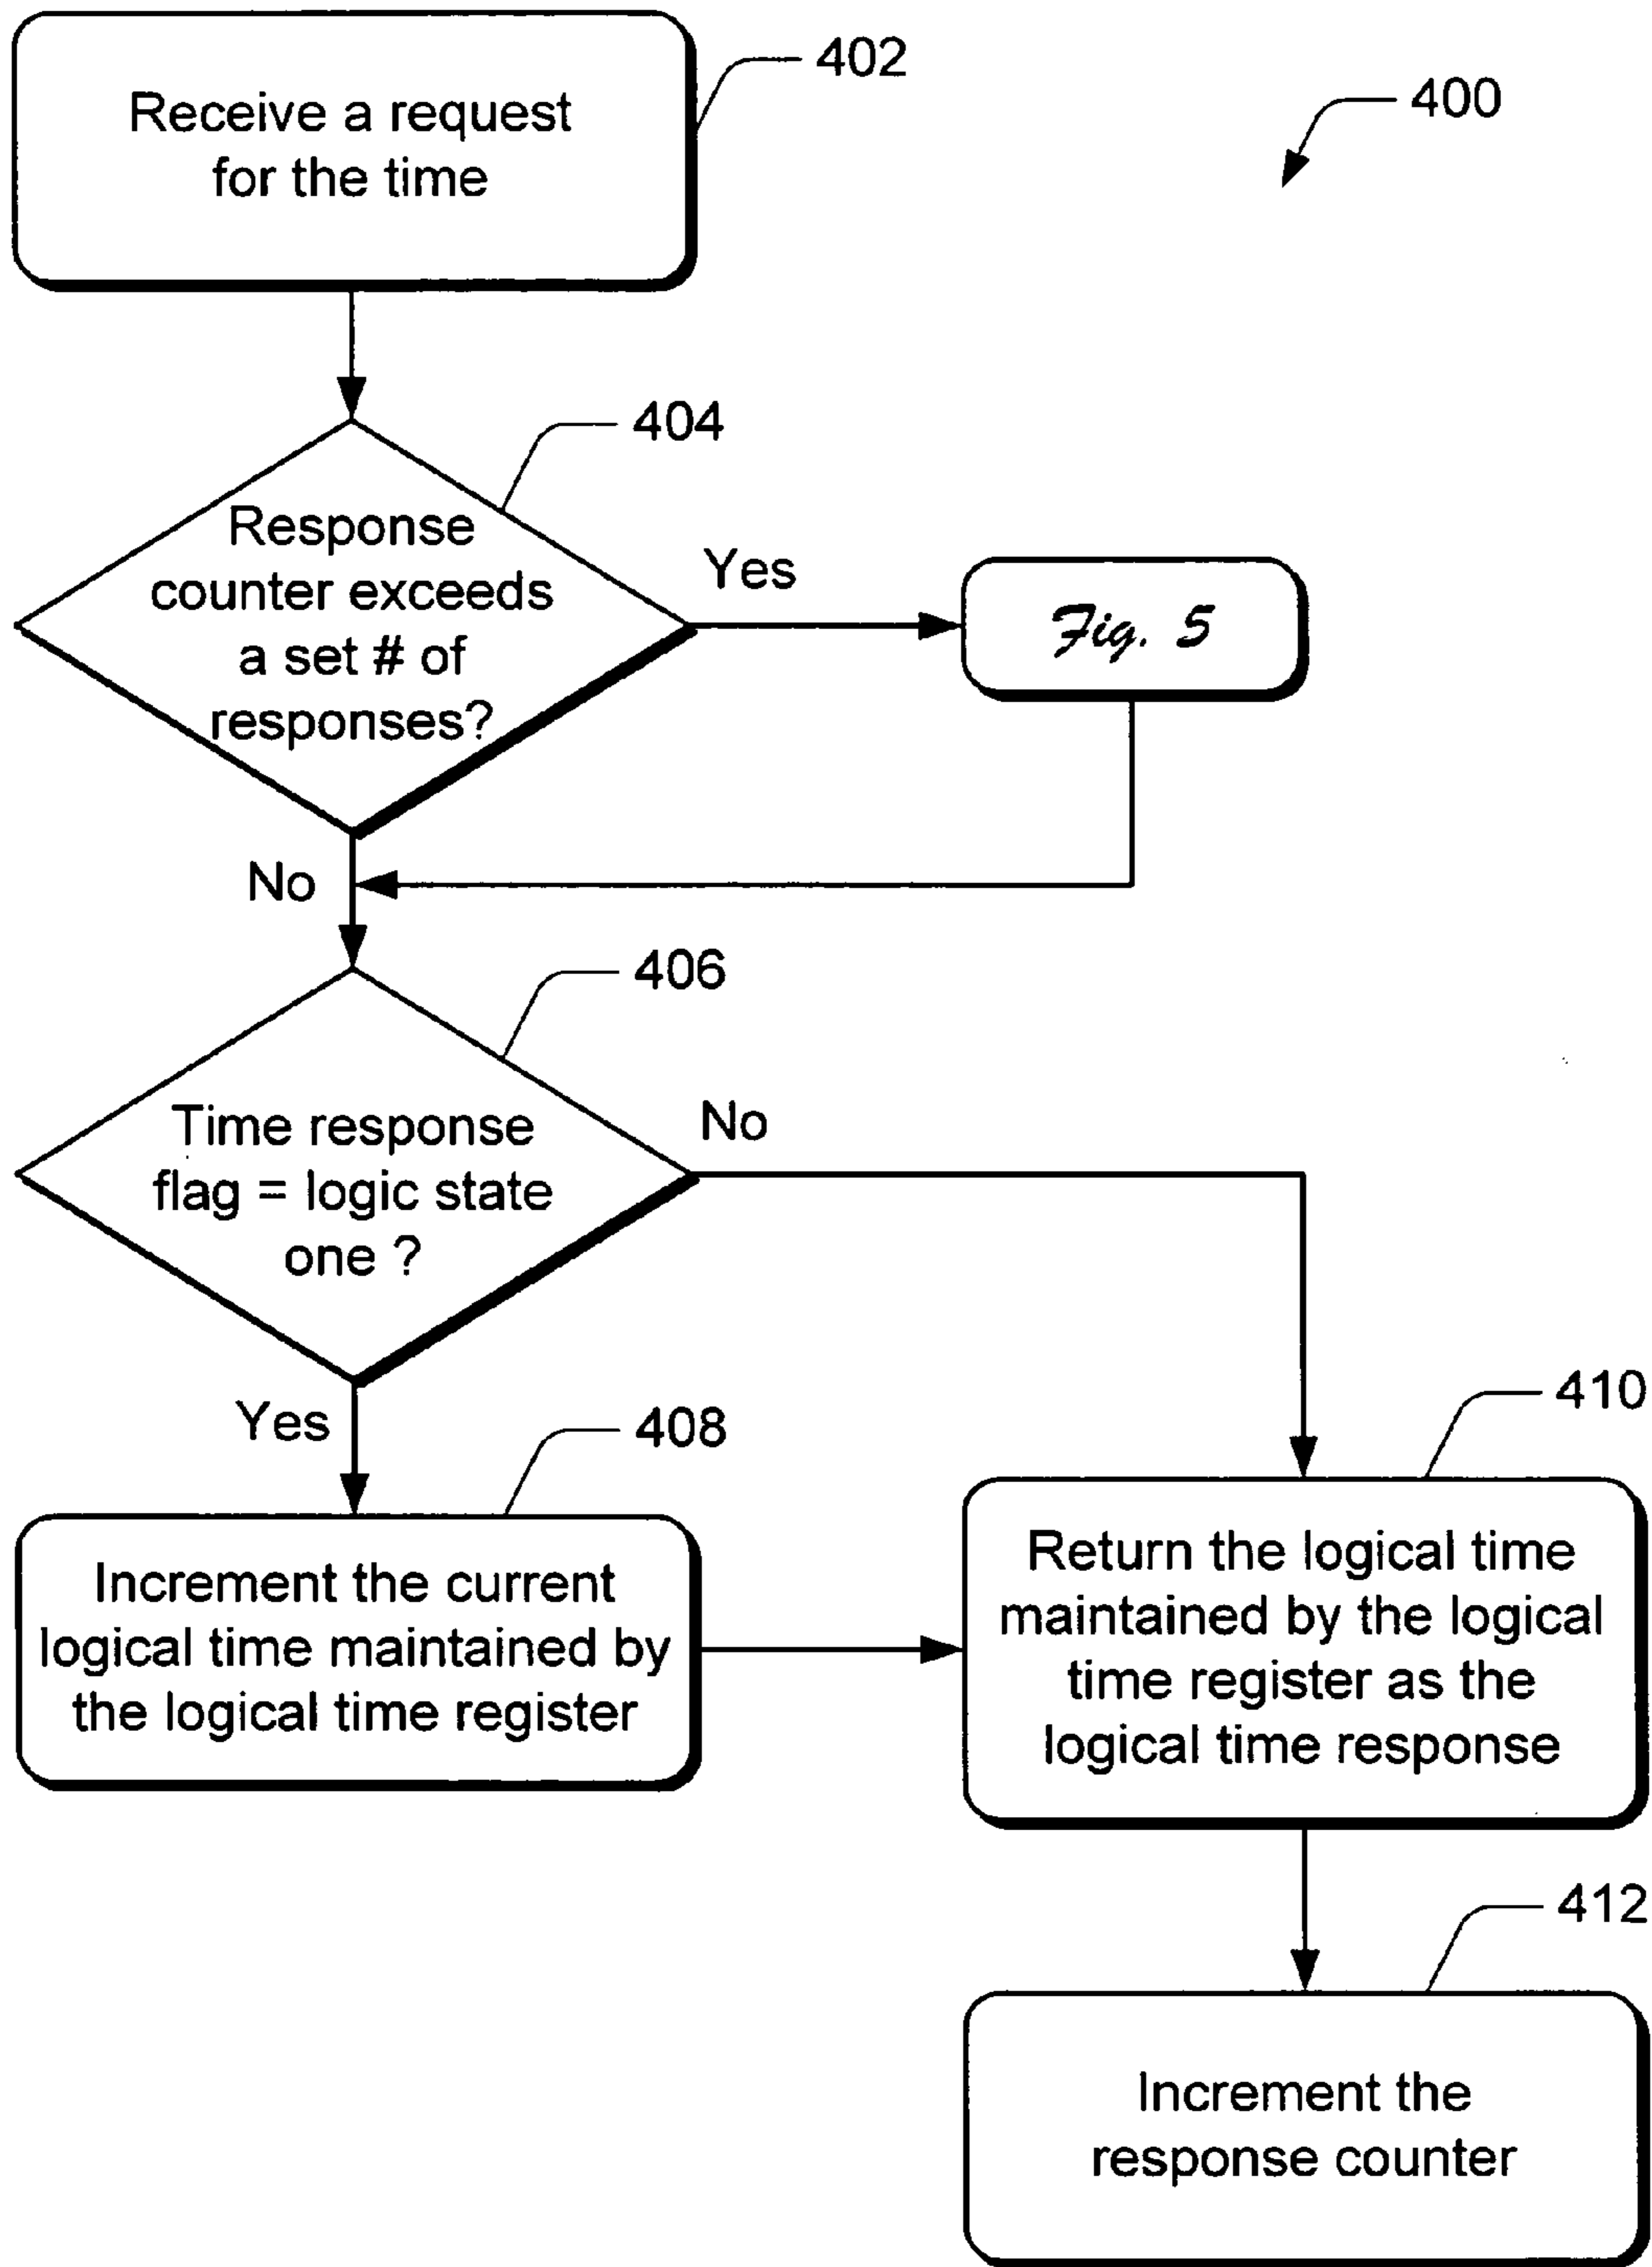 Receive a request
for the time
402
400
404
Response
counter exceeds
a set # of
responses?
Yes
Fig. 5
No
406
Time response
flag = logic state
one ?
No
Yes
408
410
Increment the current
logical time maintained by
the logical time register
Return the logical time
maintained by the logical
time register as the
logical time response
412
Increment the
response counter